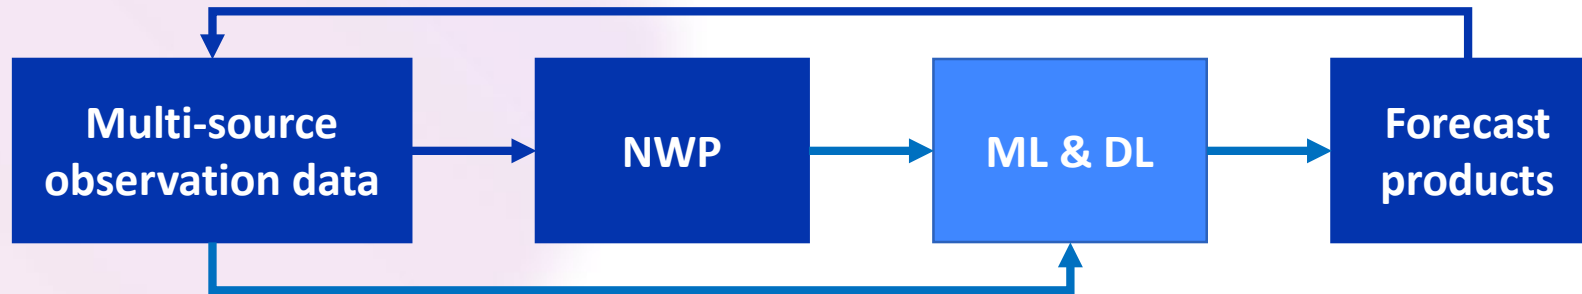 Multi-source
observation data
NWP
ML & DL
Forecast
products